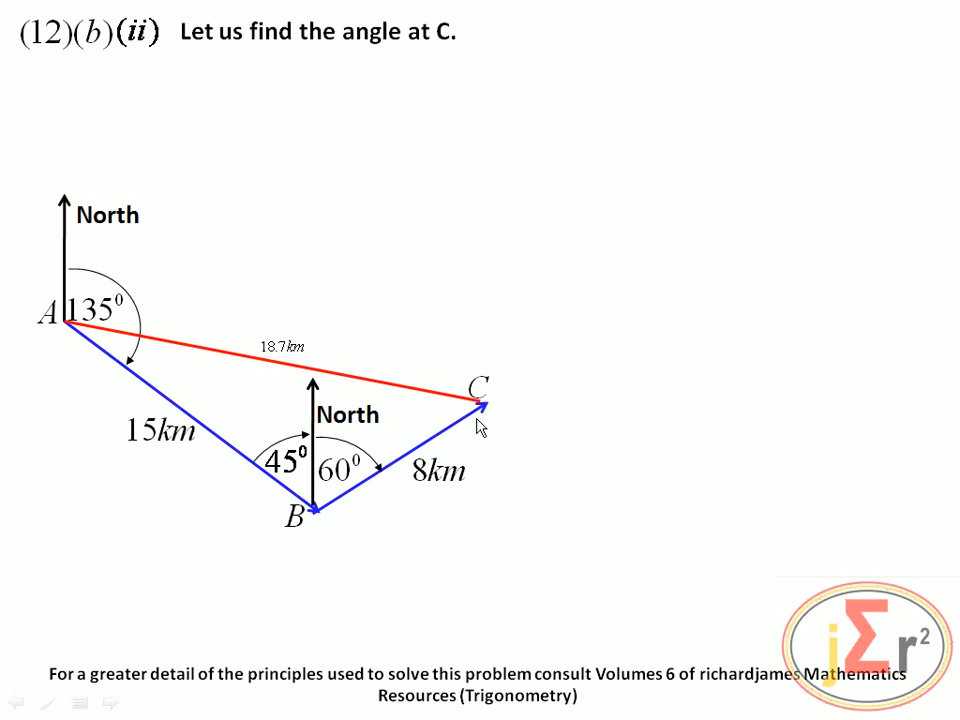 (12)(b)(ii) Let us find the angle at C.
North
A 135⁰
18.7km
C
North
15km
45⁰ 60⁰ 8km
B
jΣr²
For a greater detail of the principles used to solve this problem consult Volumes 6 of richardjames Mathematics
Resources (Trigonometry)